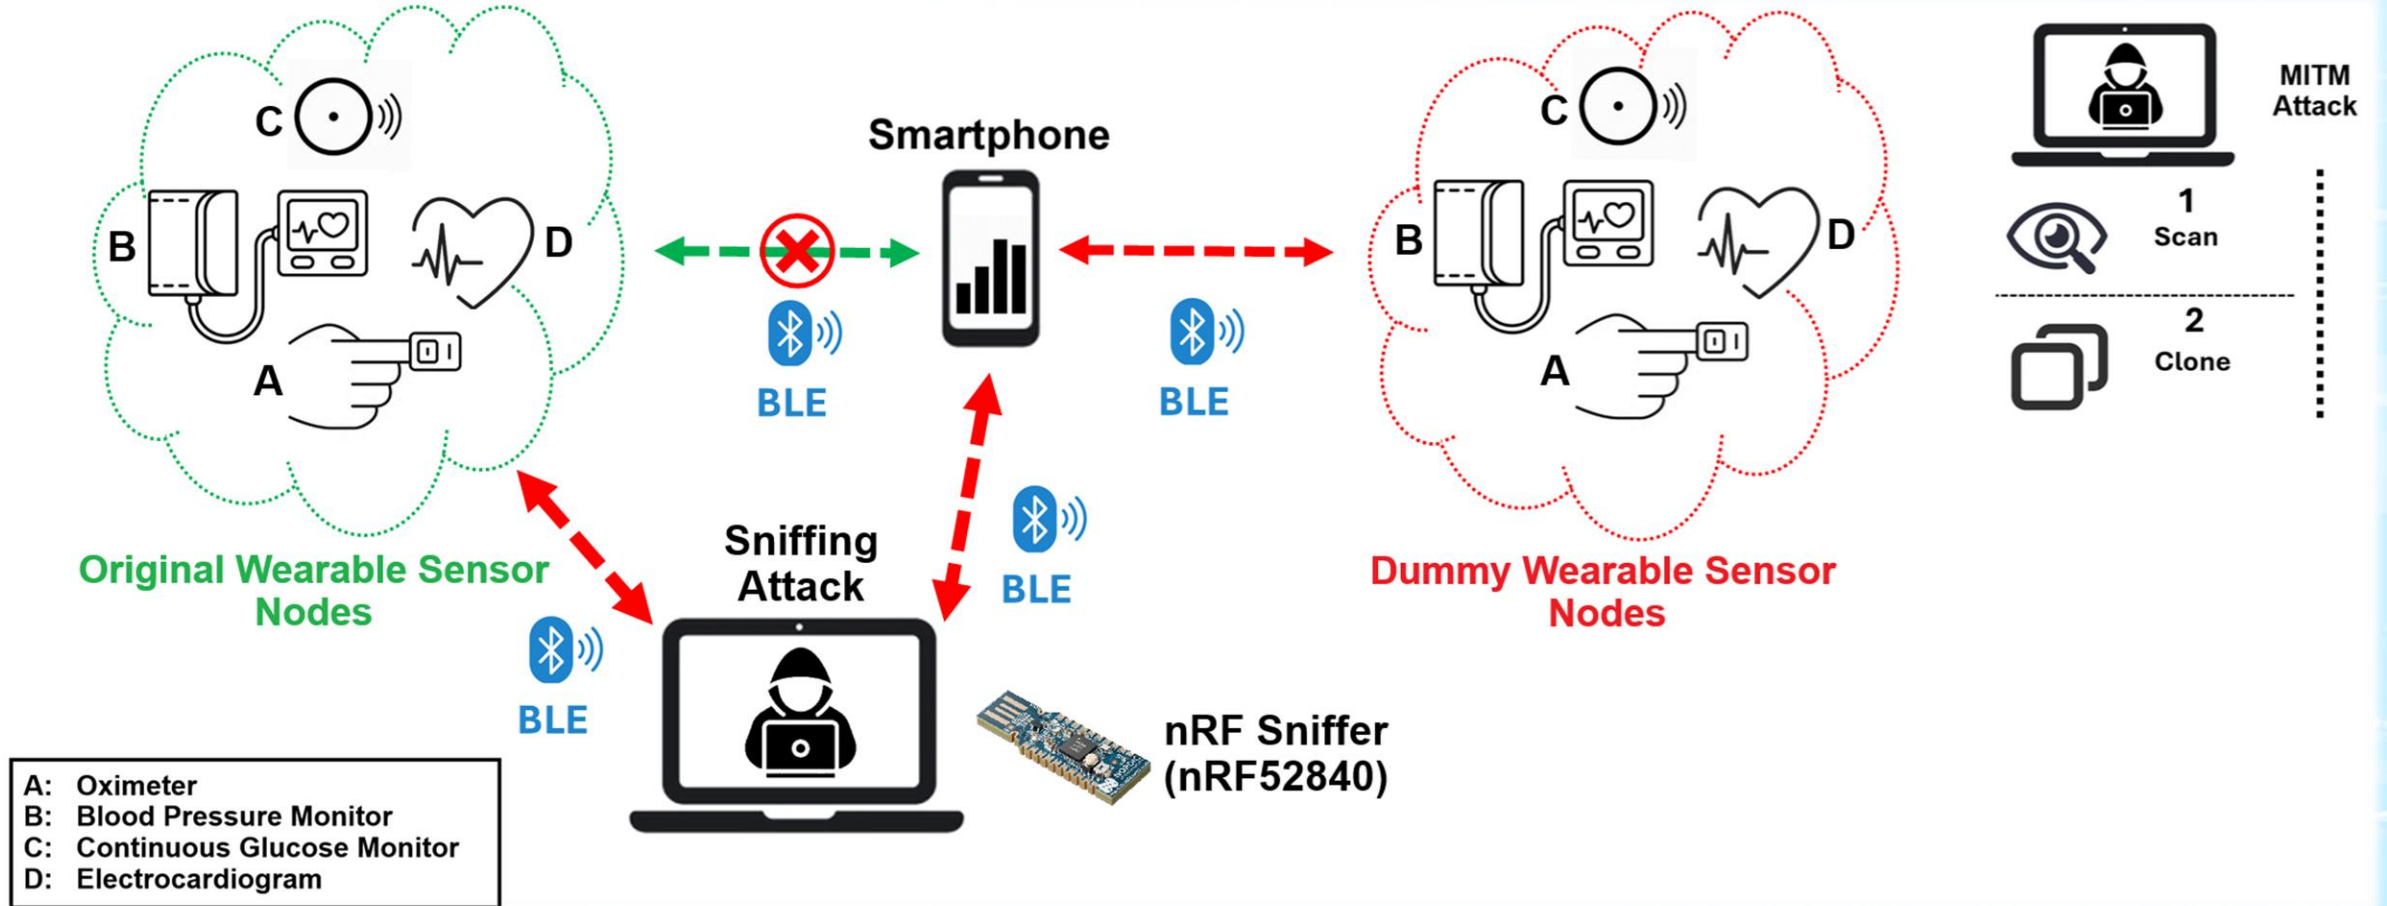 C
B
D
A
Original Wearable Sensor
Nodes
Smartphone
BLE
BLE
BLE
BLE
Sniffing
Attack
nRF Sniffer
(nRF52840)
C
B
D
A
Dummy Wearable Sensor
Nodes
MITM
Attack
1
Scan
2
Clone
A: Oximeter
B: Blood Pressure Monitor
C: Continuous Glucose Monitor
D: Electrocardiogram